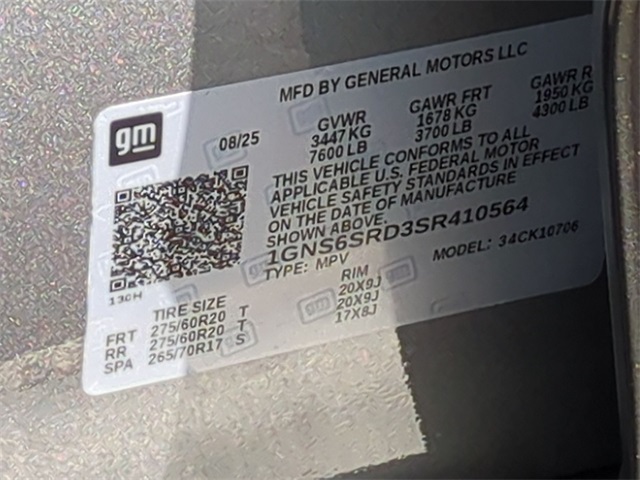 MFD BY GENERAL MOTORS LLC
gm
08/25
GVWR GAWR FRT GAWR R
3447 KG 1678 KG 1950 KG
7600 LB 3700 LB 4300 LB
THIS VEHICLE CONFORMS TO ALL
APPLICABLE U.S. FEDERAL MOTOR
VEHICLE SAFETY STANDARDS IN EFFECT
ON THE DATE OF MANUFACTURE
SHOWN ABOVE.
1GNS6SRD3SR410564
TYPE: MPV MODEL: 34CK10706
130H
TIRE SIZE RIM
FRT 275/60R20 T 20X9J
RR 275/60R20 T 20X9J
SPA 265/70R17 S 17X8J